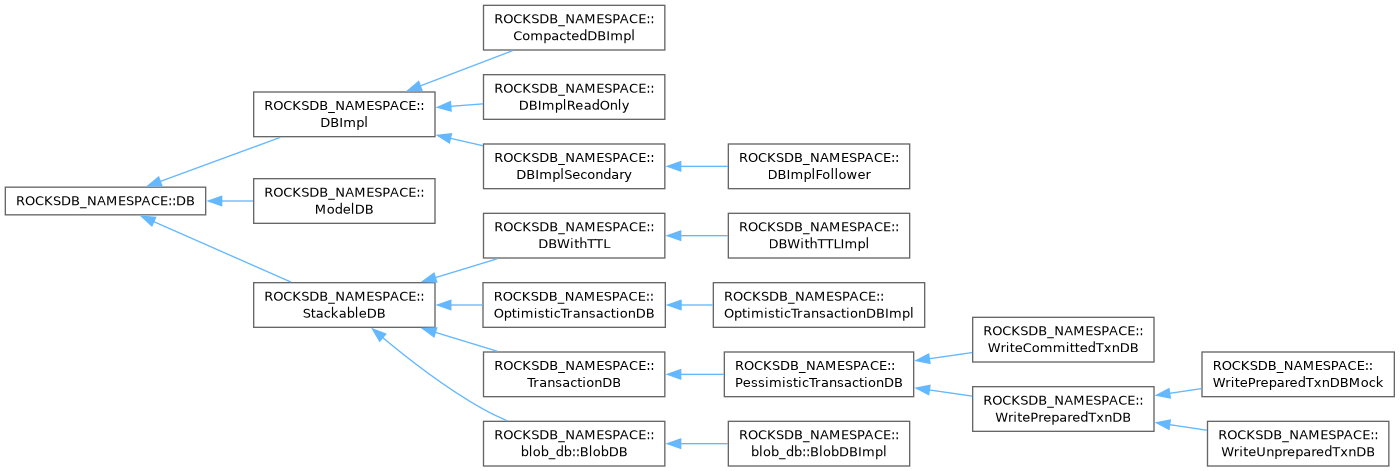 ROCKSDB_NAMESPACE::
CompactedDBImpl
ROCKSDB_NAMESPACE::
DBImplReadOnly
ROCKSDB_NAMESPACE::
DBImpl
ROCKSDB_NAMESPACE::
DBImplSecondary
ROCKSDB_NAMESPACE::
DBImplFollower
ROCKSDB_NAMESPACE::DB
ROCKSDB_NAMESPACE::
ModelDB
ROCKSDB_NAMESPACE::
DBWithTTL
ROCKSDB_NAMESPACE::
DBWithTTLImpl
ROCKSDB_NAMESPACE::
StackableDB
ROCKSDB_NAMESPACE::
OptimisticTransactionDB
ROCKSDB_NAMESPACE::
OptimisticTransactionDBImpl
ROCKSDB_NAMESPACE::
TransactionDB
ROCKSDB_NAMESPACE::
PessimisticTransactionDB
ROCKSDB_NAMESPACE::
WriteCommittedTxnDB
ROCKSDB_NAMESPACE::
WritePreparedTxnDB
ROCKSDB_NAMESPACE::
WritePreparedTxnDBMock
ROCKSDB_NAMESPACE::
WriteUnpreparedTxnDB
ROCKSDB_NAMESPACE::
blob_db::BlobDB
ROCKSDB_NAMESPACE::
blob_db::BlobDBImpl